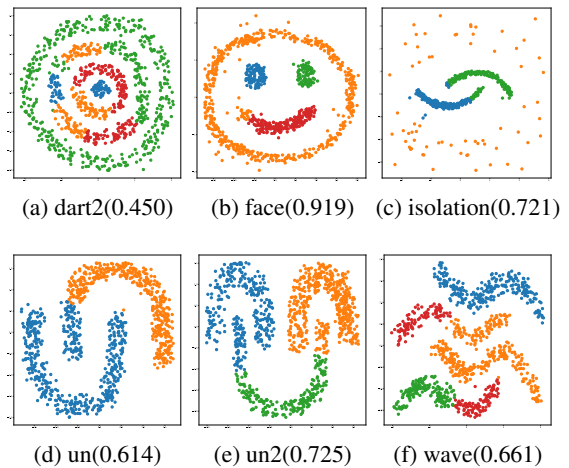 (a) dart2(0.450) (b) face(0.919) (c) isolation(0.721)
(d) un(0.614) (e) un2(0.725) (f) wave(0.661)